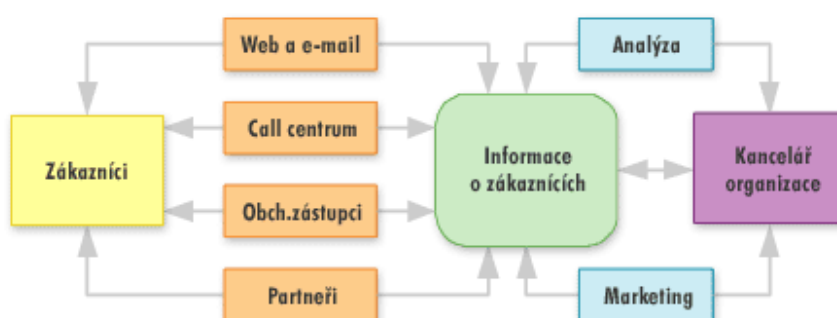 Web a e-mail
Analýza
Call centrum
Zákazníci
Informace
o zákaznících
Kancelář
organizace
Obch.zástupci
Partneři
Marketing